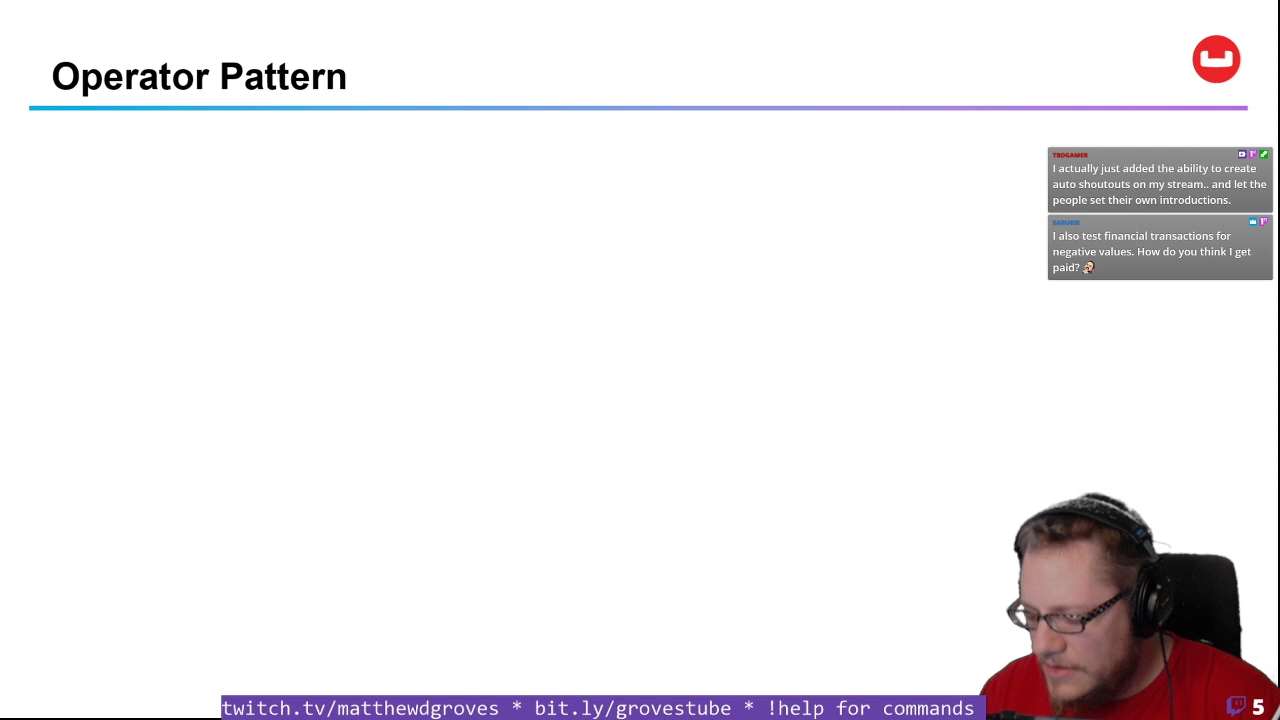 Operator Pattern
TBDGAMER
I actually just added the ability to create
auto shoutouts on my stream.. and let the
people set their own introductions.
I also test financial transactions for
negative values. How do you think I get
paid?
twitch.tv/matthewdgroves * bit.ly/grovestube * !help for commands
5